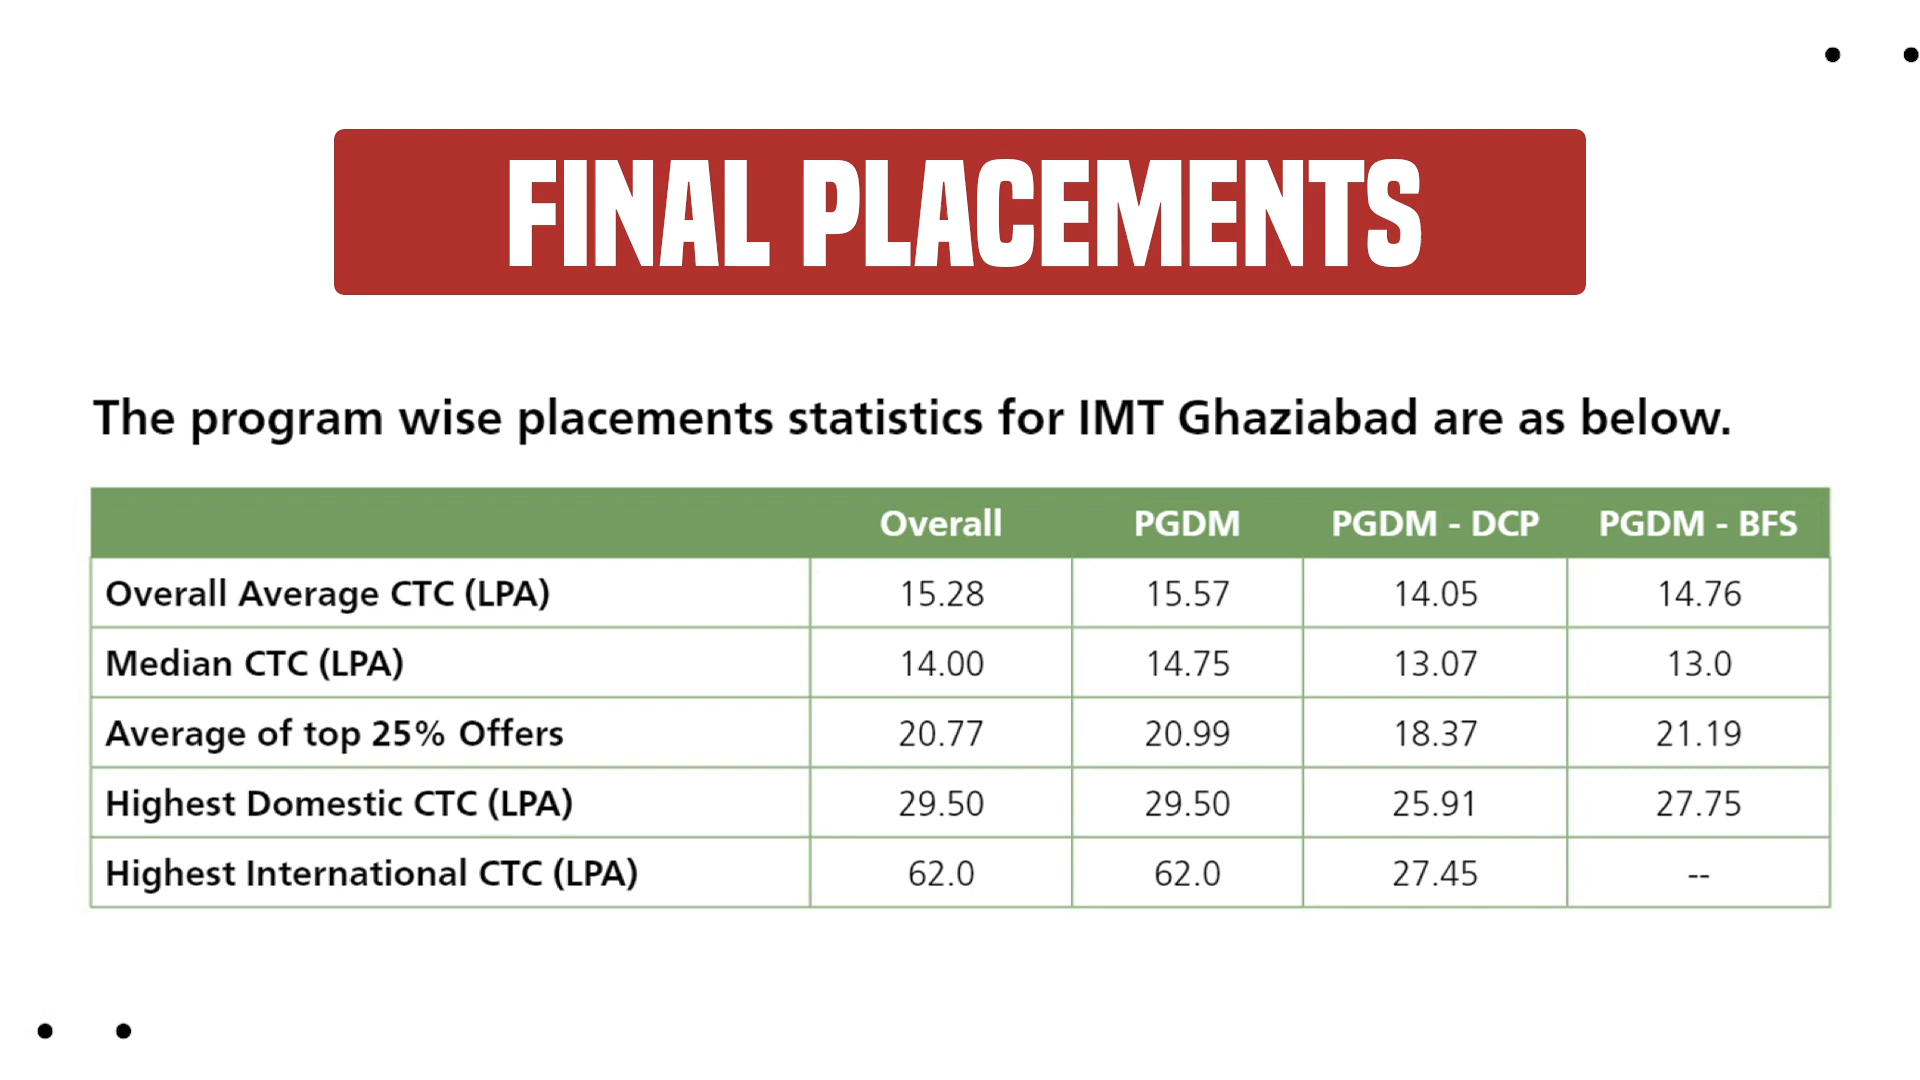 FINAL PLACEMENTS
The program wise placements statistics for IMT Ghaziabad are as below.
Overall PGDM PGDM - DCP PGDM - BFS
Overall Average CTC (LPA) 15.28 15.57 14.05 14.76
Median CTC (LPA) 14.00 14.75 13.07 13.0
Average of top 25% Offers 20.77 20.99 18.37 21.19
Highest Domestic CTC (LPA) 29.50 29.50 25.91 27.75
Highest International CTC (LPA) 62.0 62.0 27.45 --